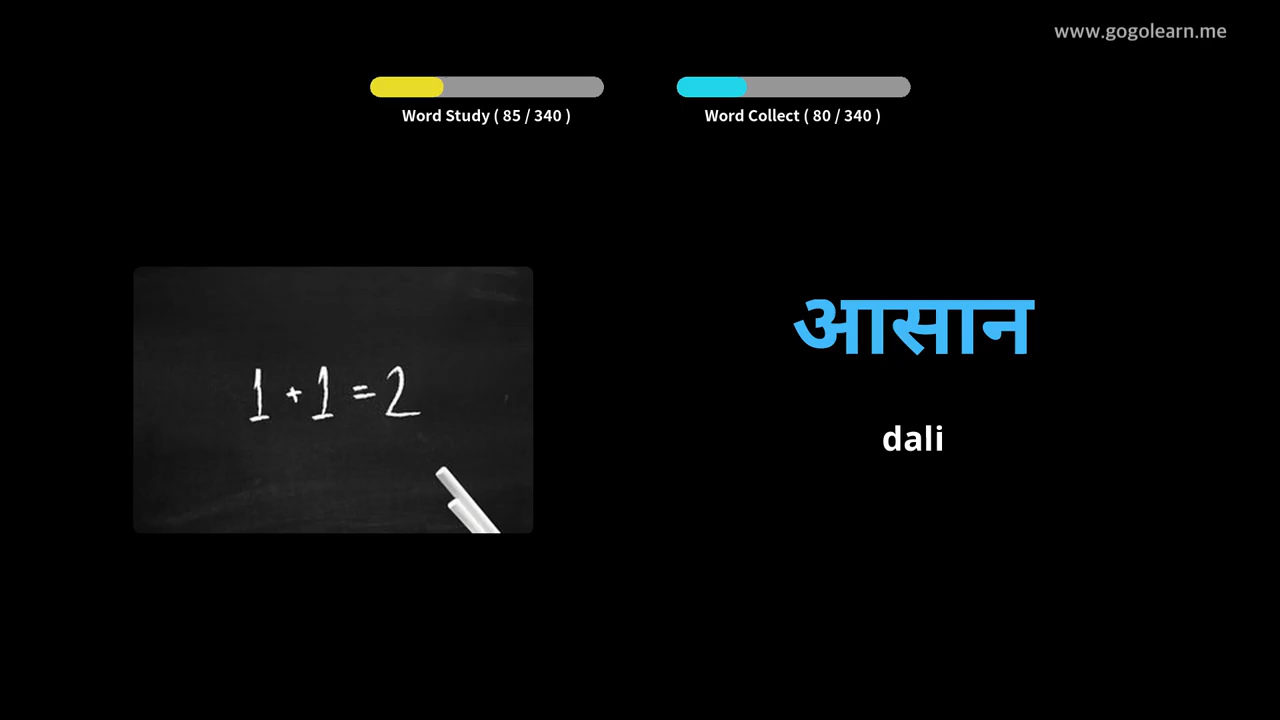 www.gogolearn.me
Word Study ( 85 / 340 )
Word Collect ( 80 / 340 )
1 + 1 = 2
आसान
dali